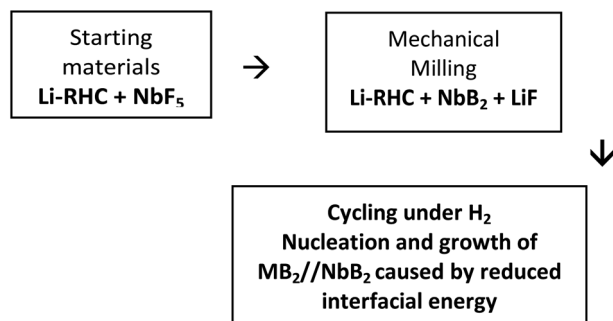 Starting
materials
Li-RHC + NbF₅
→
Mechanical
Milling
Li-RHC + NbB₂ + LiF
↓
Cycling under H₂
Nucleation and growth of
MB₂//NbB₂ caused by reduced
interfacial energy